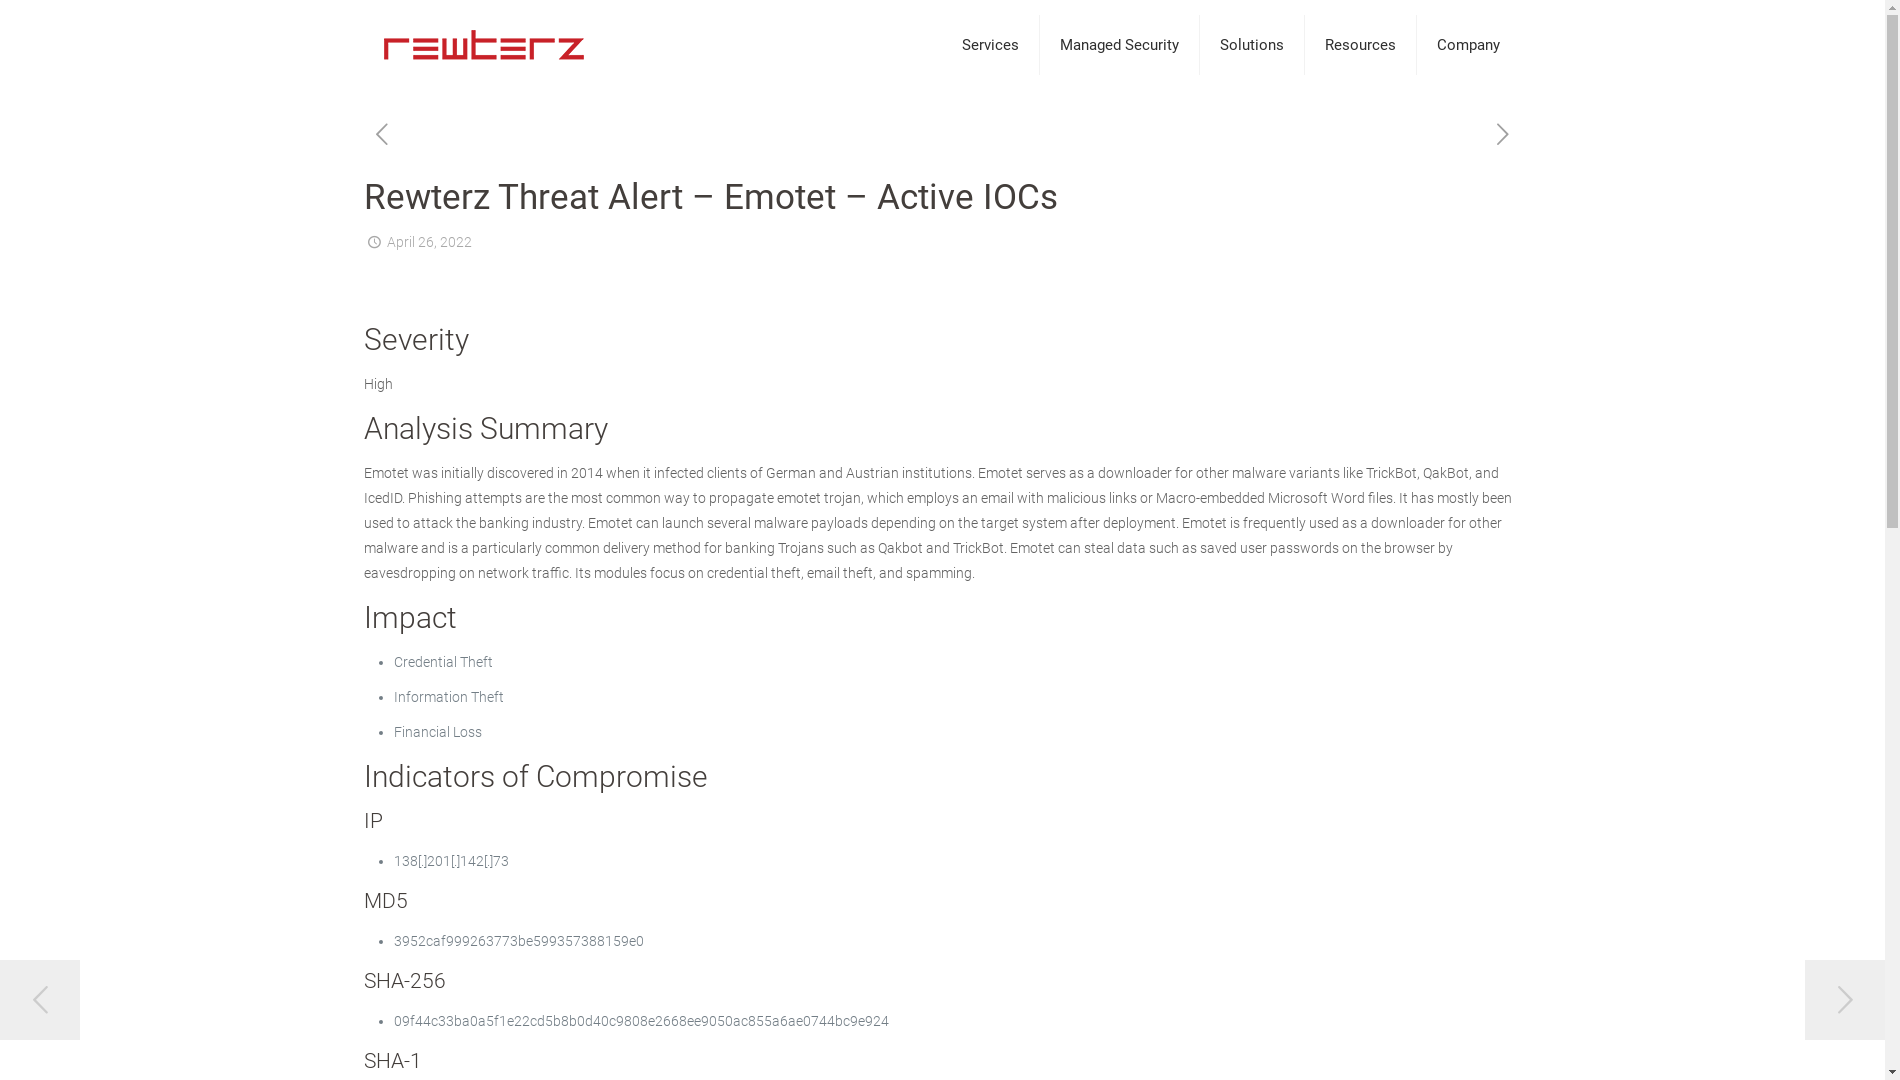 rewterz
Services
Managed Security
Solutions
Resources
Company
Rewterz Threat Alert – Emotet – Active IOCs
April 26, 2022
Severity
High
Analysis Summary
Emotet was initially discovered in 2014 when it infected clients of German and Austrian institutions. Emotet serves as a downloader for other malware variants like TrickBot, QakBot, and
IcedID. Phishing attempts are the most common way to propagate emotet trojan, which employs an email with malicious links or Macro-embedded Microsoft Word files. It has mostly been
used to attack the banking industry. Emotet can launch several malware payloads depending on the target system after deployment. Emotet is frequently used as a downloader for other
malware and is a particularly common delivery method for banking Trojans such as Qakbot and TrickBot. Emotet can steal data such as saved user passwords on the browser by
eavesdropping on network traffic. Its modules focus on credential theft, email theft, and spamming.
Impact
• Credential Theft
• Information Theft
• Financial Loss
Indicators of Compromise
IP
• 138[.]201[.]142[.]73
MD5
• 3952caf999263773be599357388159e0
SHA-256
• 09f44c33ba0a5f1e22cd5b8b0d40c9808e2668ee9050ac855a6ae0744bc9e924
SHA-1